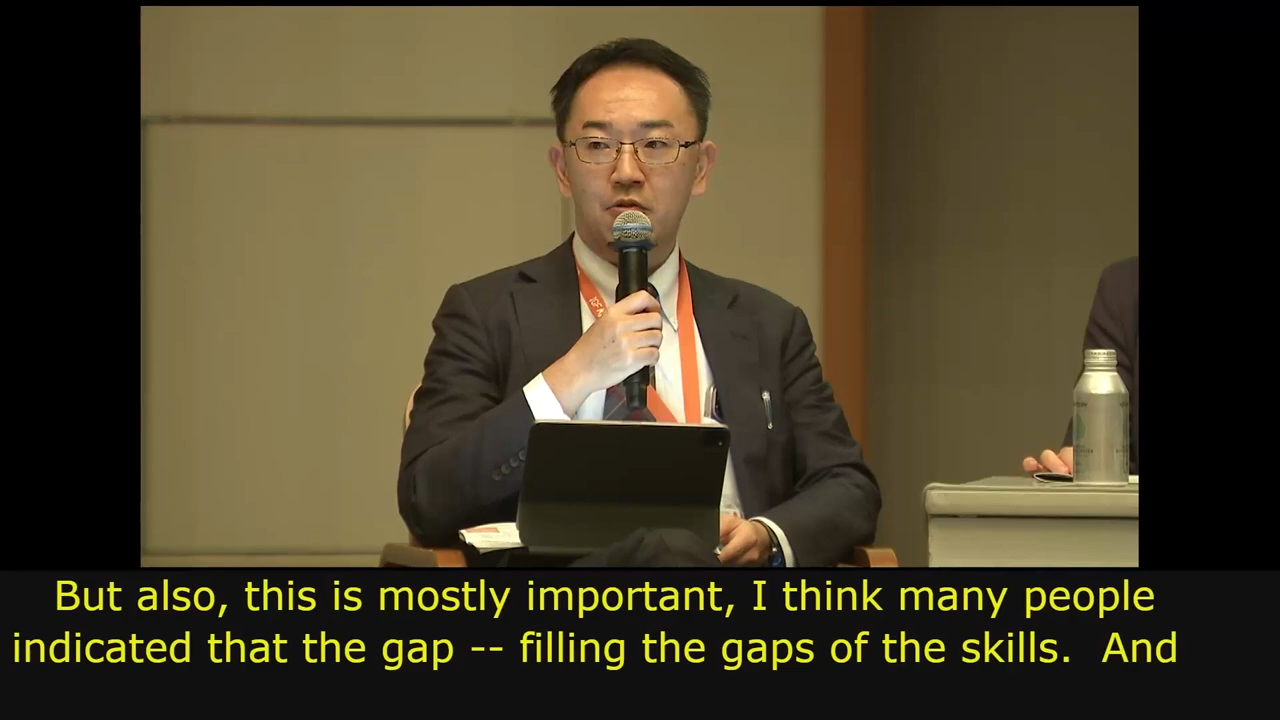 But also, this is mostly important, I think many people
indicated that the gap -- filling the gaps of the skills.  And